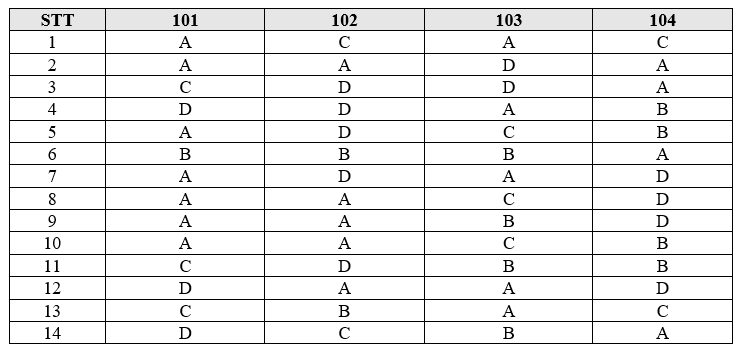 STT 101 102 103 104
1 A C A C
2 A A D A
3 C D D A
4 D D A B
5 A D C B
6 B B B A
7 A D A D
8 A A C D
9 A A B D
10 A A C B
11 C D B B
12 D A A D
13 C B A C
14 D C B A